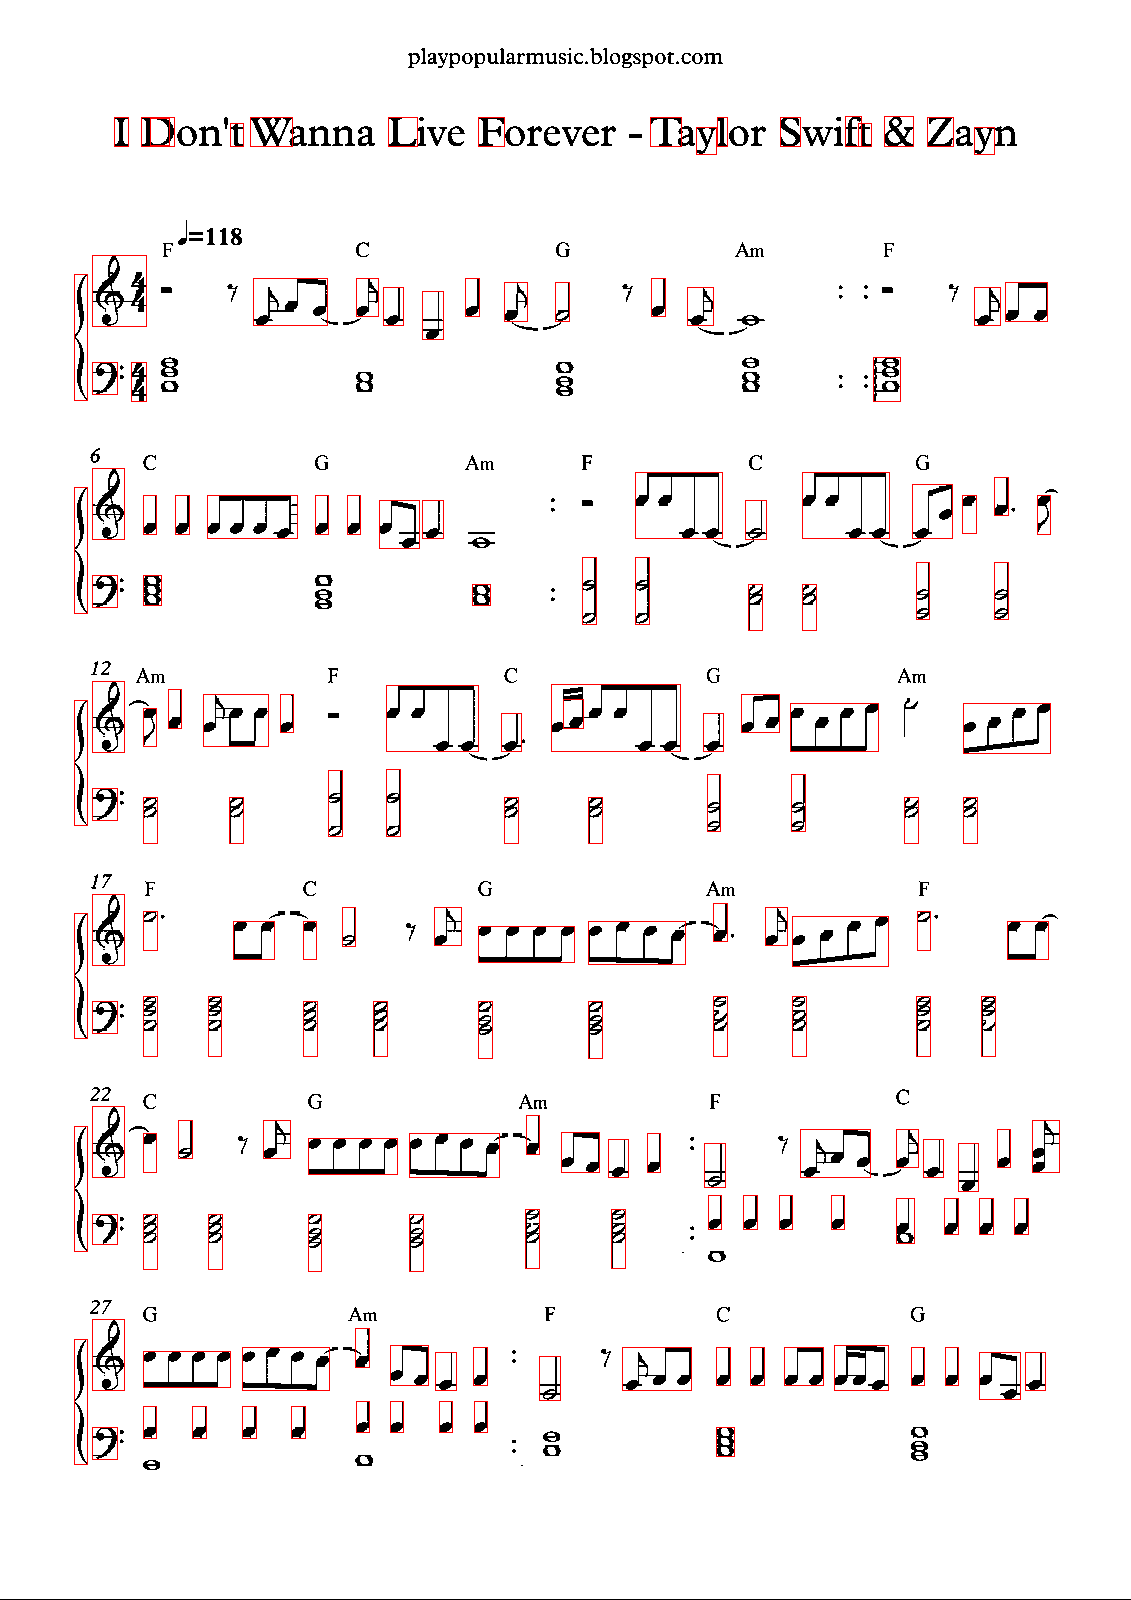 playpopularmusic.blogspot.com
I Don't Wanna Live Forever - Taylor Swift & Zayn
♩=118
F C G Am F
6
C G Am F C G
12
Am F C G Am
17
F C G Am F
22
C G Am F C
27
G Am F C G